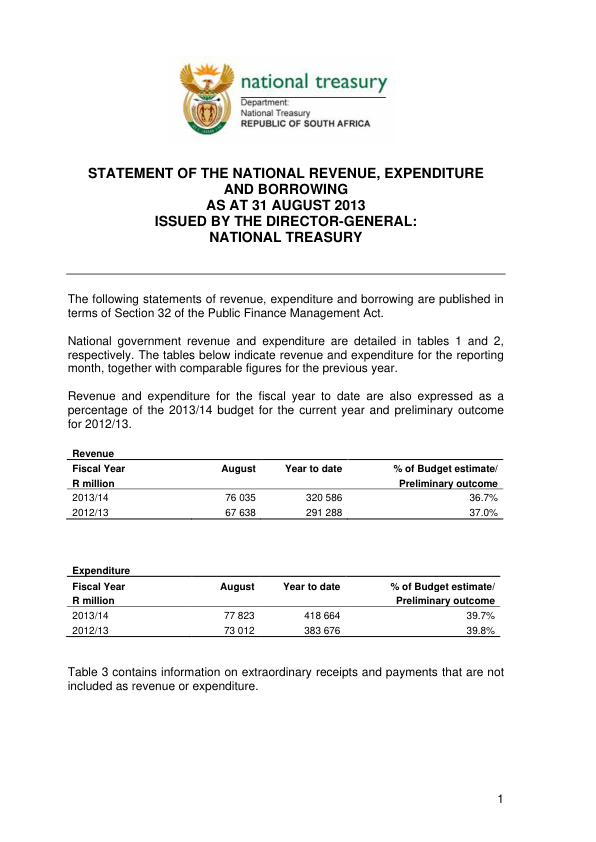 national treasury
Department:
National Treasury
REPUBLIC OF SOUTH AFRICA
STATEMENT OF THE NATIONAL REVENUE, EXPENDITURE
AND BORROWING
AS AT 31 AUGUST 2013
ISSUED BY THE DIRECTOR-GENERAL:
NATIONAL TREASURY
The following statements of revenue, expenditure and borrowing are published in
terms of Section 32 of the Public Finance Management Act.
National government revenue and expenditure are detailed in tables 1 and 2,
respectively. The tables below indicate revenue and expenditure for the reporting
month, together with comparable figures for the previous year.
Revenue and expenditure for the fiscal year to date are also expressed as a
percentage of the 2013/14 budget for the current year and preliminary outcome
for 2012/13.
Revenue
Fiscal Year August Year to date % of Budget estimate/
R million Preliminary outcome
2013/14 76 035 320 586 36.7%
2012/13 67 638 291 288 37.0%
Expenditure
Fiscal Year August Year to date % of Budget estimate/
R million Preliminary outcome
2013/14 77 823 418 664 39.7%
2012/13 73 012 383 676 39.8%
Table 3 contains information on extraordinary receipts and payments that are not
included as revenue or expenditure.
1